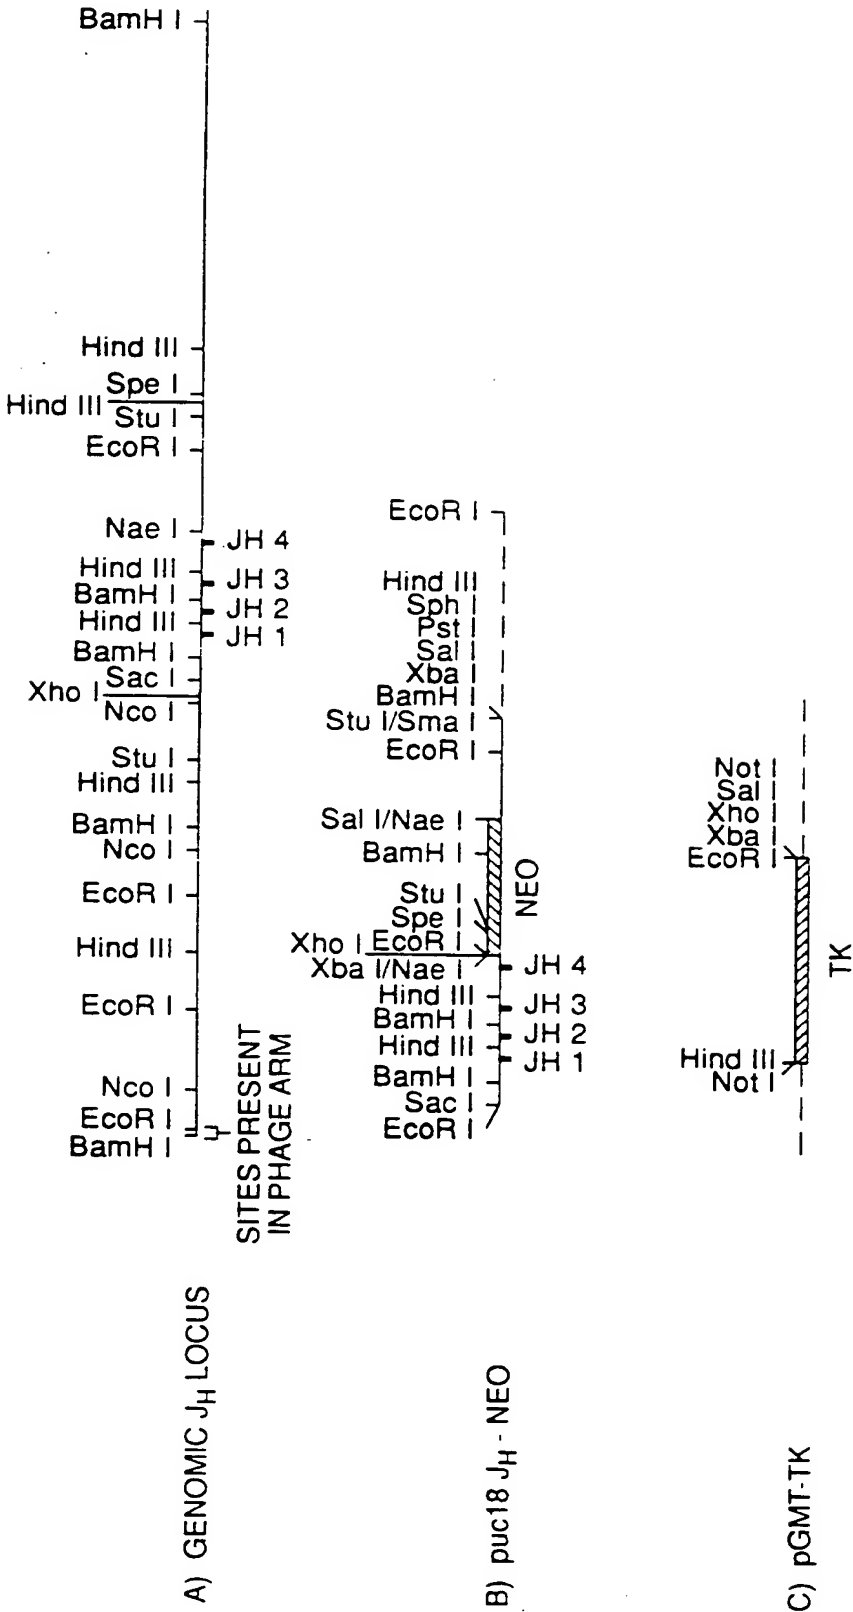 A) GENOMIC JH LOCUS
BamH I
Hind III
Spe I
Hind III
Stu I
EcoR I
Nae I
JH 4
Hind III
JH 3
BamH I
JH 2
Hind III
JH 1
BamH I
Sac I
Xho I
Nco I
Stu I
Hind III
BamH I
Nco I
EcoR I
Hind III
EcoR I
Nco I
EcoR I
BamH I
SITES PRESENT
IN PHAGE ARM
B) puc18 JH - NEO
EcoR I
Hind III
Sph I
Pst I
Sal I
Xba I
BamH I
Stu I/Sma I
EcoR I
Sal I/Nae I
BamH I
NEO
Stu I
Spe I
EcoR I
Xho I
Xba I/Nae I
JH 4
Hind III
JH 3
BamH I
JH 2
Hind III
JH 1
BamH I
Sac I
EcoR I
C) pGMT-TK
Not I
Sal I
Xho I
Xba I
EcoR I
TK
Hind III
Not I